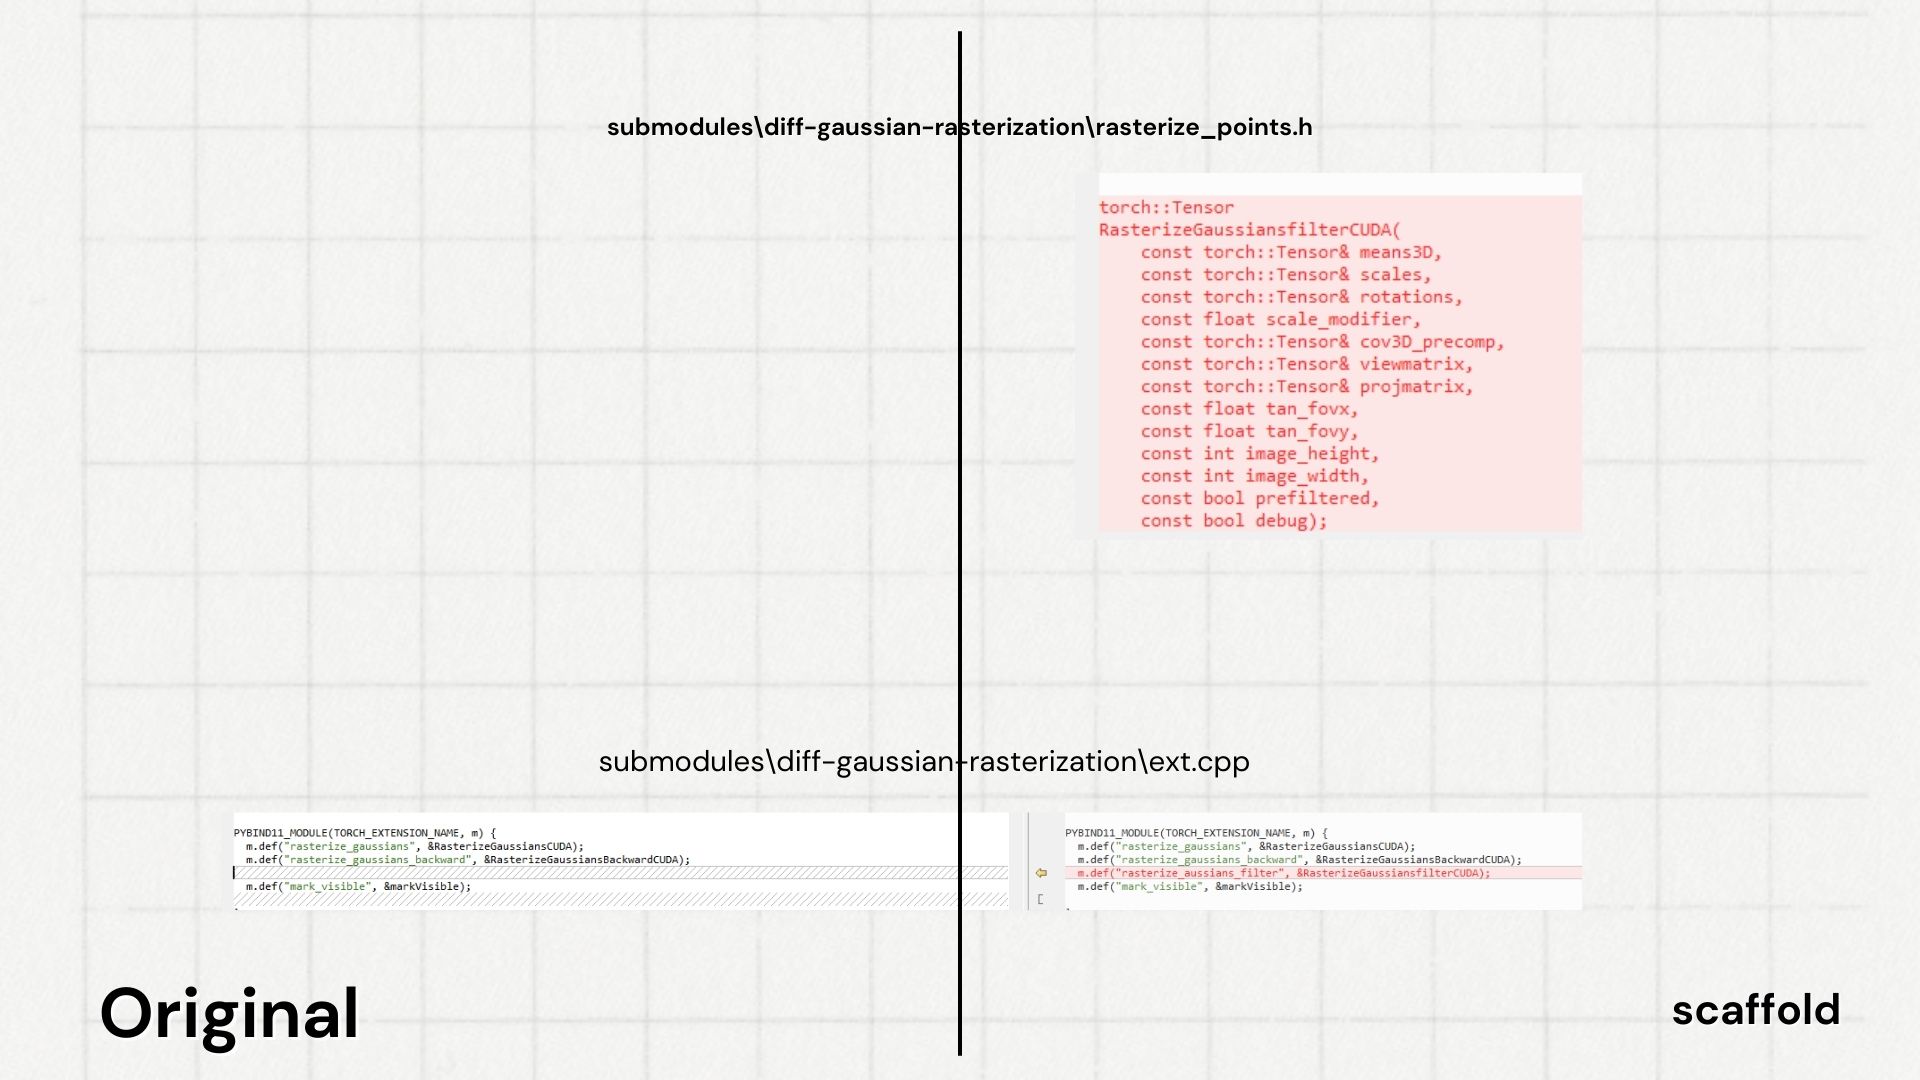 submodules\diff-gaussian-rasterization\rasterize_points.h
torch::Tensor
RasterizeGaussiansfilterCUDA(
const torch::Tensor& means3D,
const torch::Tensor& scales,
const torch::Tensor& rotations,
const float scale_modifier,
const torch::Tensor& cov3D_precomp,
const torch::Tensor& viewmatrix,
const torch::Tensor& projmatrix,
const float tan_fovx,
const float tan_fovy,
const int image_height,
const int image_width,
const bool prefiltered,
const bool debug);
submodules\diff-gaussian-rasterization\ext.cpp
PYBIND11_MODULE(TORCH_EXTENSION_NAME, m) {
m.def("rasterize_gaussians", &RasterizeGaussiansCUDA);
m.def("rasterize_gaussians_backward", &RasterizeGaussiansBackwardCUDA);
m.def("mark_visible", &markVisible);
PYBIND11_MODULE(TORCH_EXTENSION_NAME, m) {
m.def("rasterize_gaussians", &RasterizeGaussiansCUDA);
m.def("rasterize_gaussians_backward", &RasterizeGaussiansBackwardCUDA);
m.def("rasterize_aussians_filter", &RasterizeGaussiansfilterCUDA);
m.def("mark_visible", &markVisible);
Original
scaffold